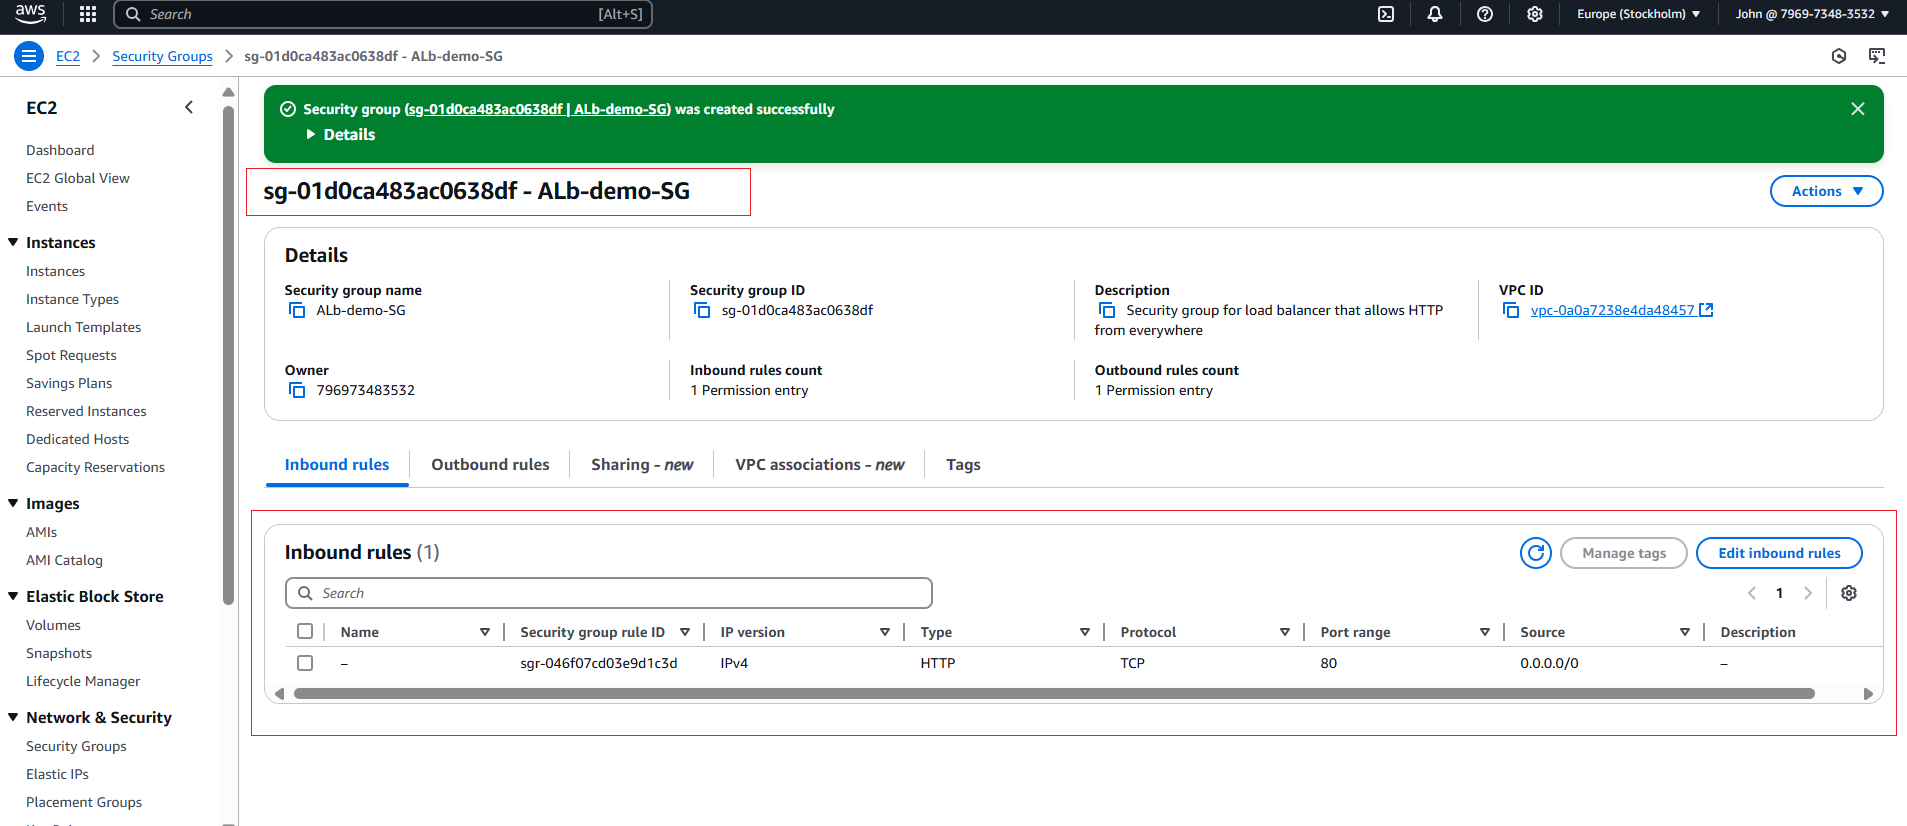 aws
Search [Alt+S]
Europe (Stockholm)
John @ 7969-7348-3532
EC2
Security Groups
sg-01d0ca483ac0638df - ALb-demo-SG
EC2
Dashboard
EC2 Global View
Events
Instances
Instances
Instance Types
Launch Templates
Spot Requests
Savings Plans
Reserved Instances
Dedicated Hosts
Capacity Reservations
Images
AMIs
AMI Catalog
Elastic Block Store
Volumes
Snapshots
Lifecycle Manager
Network & Security
Security Groups
Elastic IPs
Placement Groups
Security group (sg-01d0ca483ac0638df | ALb-demo-SG) was created successfully
Details
sg-01d0ca483ac0638df - ALb-demo-SG
Actions
Details
Security group name
ALb-demo-SG
Security group ID
sg-01d0ca483ac0638df
Description
Security group for load balancer that allows HTTP
from everywhere
VPC ID
vpc-0a0a7238e4da48457
Owner
796973483532
Inbound rules count
1 Permission entry
Outbound rules count
1 Permission entry
Inbound rules
Outbound rules
Sharing - new
VPC associations - new
Tags
Inbound rules (1)
Manage tags
Edit inbound rules
Search
1
Name Security group rule ID IP version Type Protocol Port range Source Description
– sgr-046f07cd03e9d1c3d IPv4 HTTP TCP 80 0.0.0.0/0 –